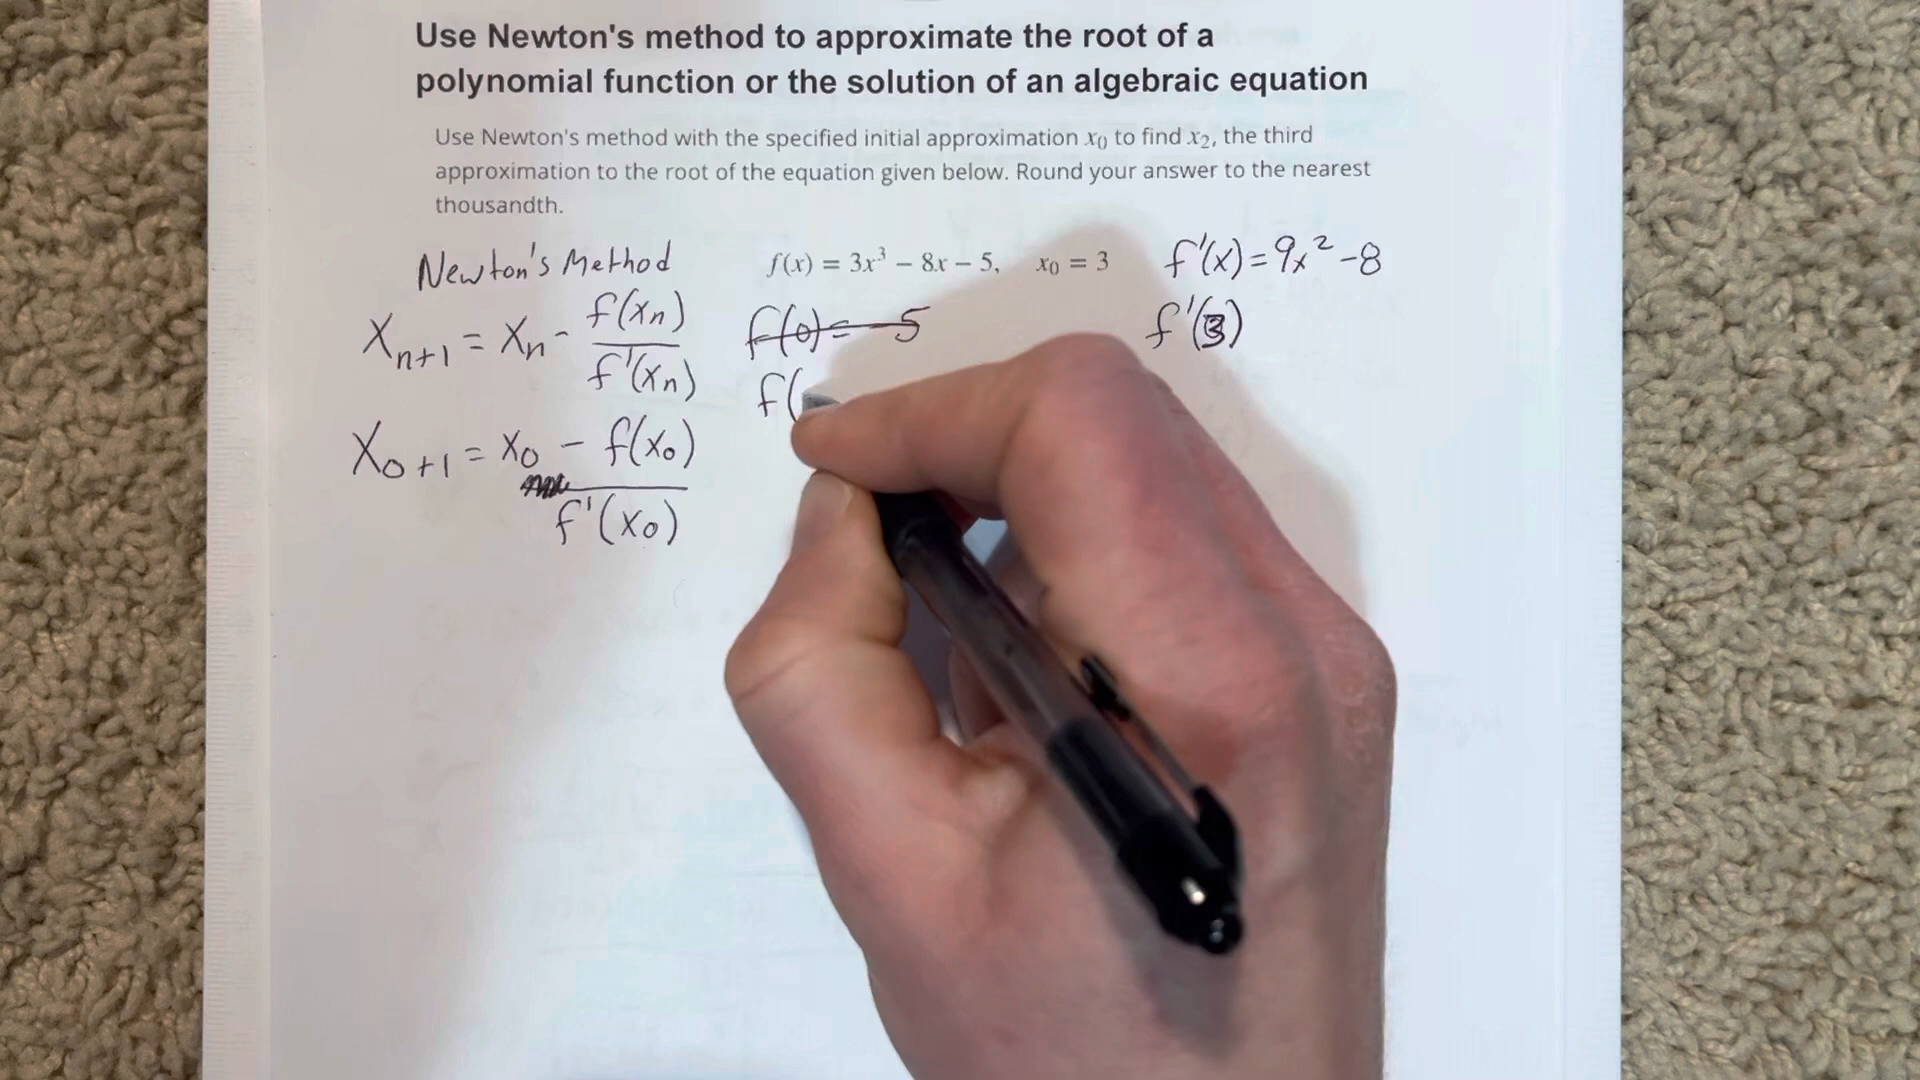 Use Newton's method to approximate the root of a
polynomial function or the solution of an algebraic equation
Use Newton's method with the specified initial approximation x₀ to find x₂, the third
approximation to the root of the equation given below. Round your answer to the nearest
thousandth.
Newton's Method
f(x) = 3x³ – 8x – 5, x₀ = 3
f'(x) = 9x² - 8
xₙ₊₁ = xₙ - f(xₙ)/f'(xₙ)
f(0) = -5
f'(3)
f(
x₀₊₁ = x₀ - f(x₀)/f'(x₀)